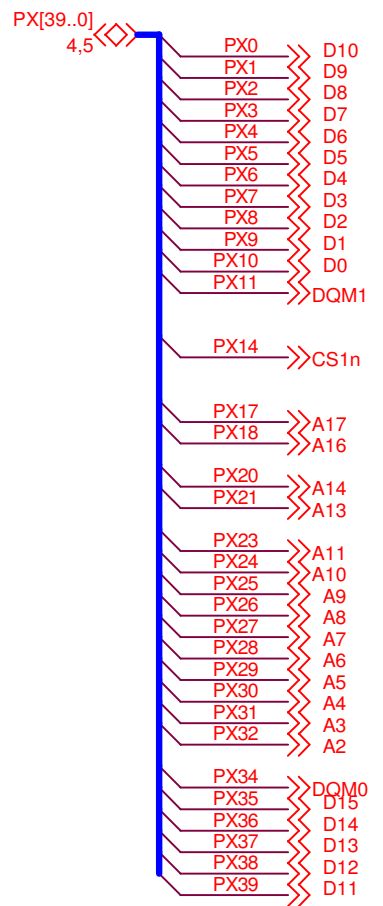 PX[39..0]
4,5
PX0 D10
PX1 D9
PX2 D8
PX3 D7
PX4 D6
PX5 D5
PX6 D4
PX7 D3
PX8 D2
PX9 D1
PX10 D0
PX11 DQM1
PX14 CS1n
PX17 A17
PX18 A16
PX20 A14
PX21 A13
PX23 A11
PX24 A10
PX25 A9
PX26 A8
PX27 A7
PX28 A6
PX29 A5
PX30 A4
PX31 A3
PX32 A2
PX34 DQM0
PX35 D15
PX36 D14
PX37 D13
PX38 D12
PX39 D11